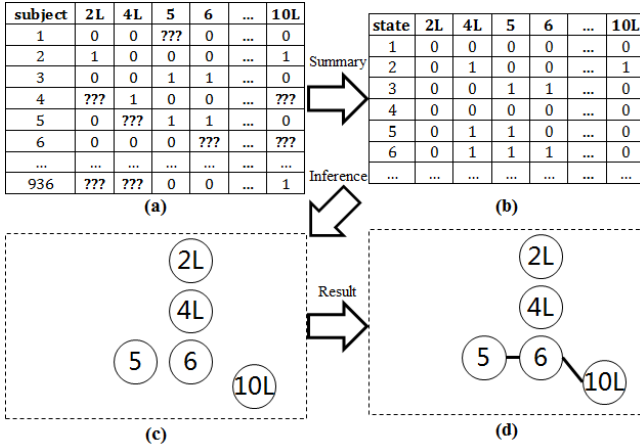 subject 2L 4L 5 6 ... 10L
1 0 0 ??? 0 ... 0
2 1 0 0 0 ... 1
3 0 0 1 1 ... 0
4 ??? 1 0 0 ... ???
5 0 ??? 1 1 ... 0
6 0 0 0 ??? ... ???
... ... ... ... ... ... ...
936 ??? ??? 0 0 ... 1
(a)
Summary
state 2L 4L 5 6 ... 10L
1 0 0 0 0 ... 0
2 0 1 0 0 ... 1
3 0 0 1 1 ... 0
4 0 0 0 0 ... 0
5 0 1 1 0 ... 0
6 0 1 1 1 ... 0
... ... ... ... ... ... ...
(b)
Inference
2L
4L
5 6
10L
(c)
Result
2L
4L
5 6
10L
(d)